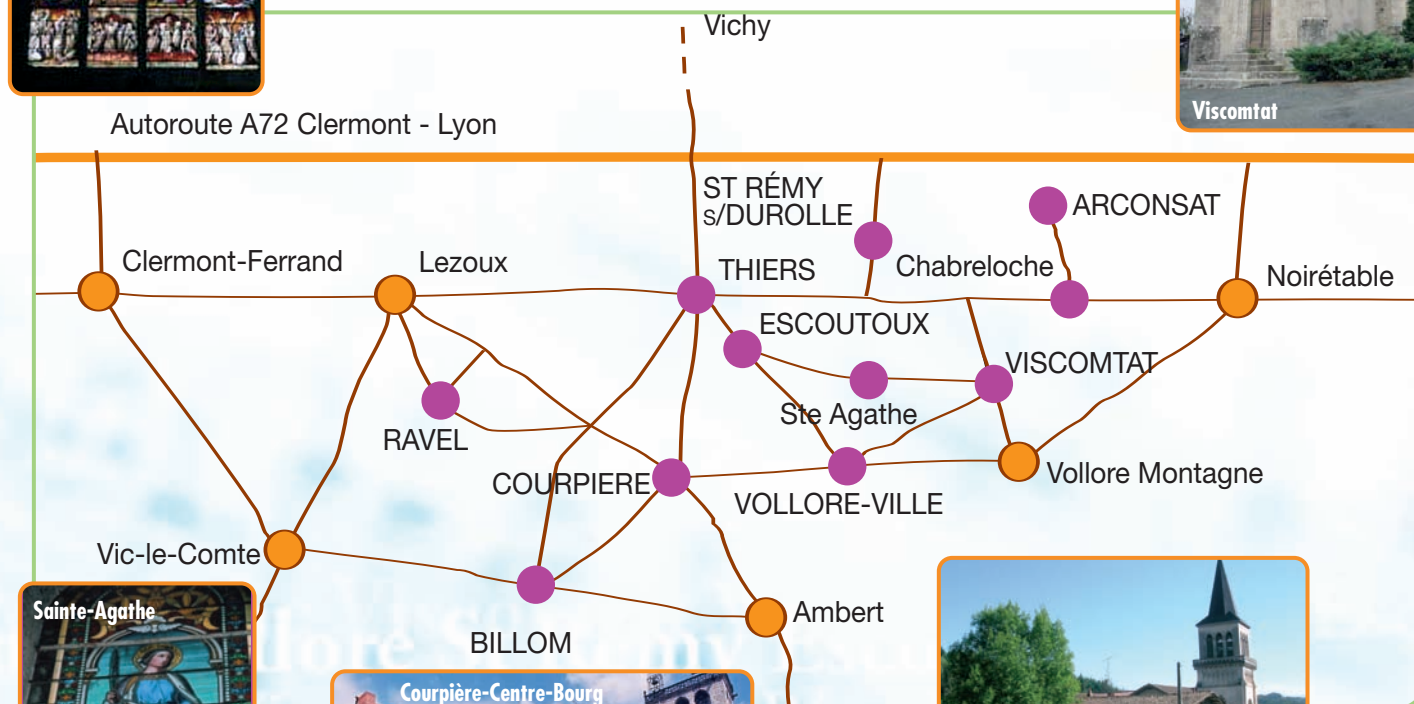 Vichy
Viscomtat
Autoroute A72 Clermont - Lyon
ST RÉMY
S/DUROLLE
ARCONSAT
Clermont-Ferrand
Lezoux
THIERS
Chabreloche
Noirétable
ESCOUTOUX
VISCOMTAT
Ste Agathe
RAVEL
COURPIERE
VOLLORE-VILLE
Vollore Montagne
Vic-le-Comte
Sainte-Agathe
Ambert
BILLOM
Courpière-Centre-Bourg